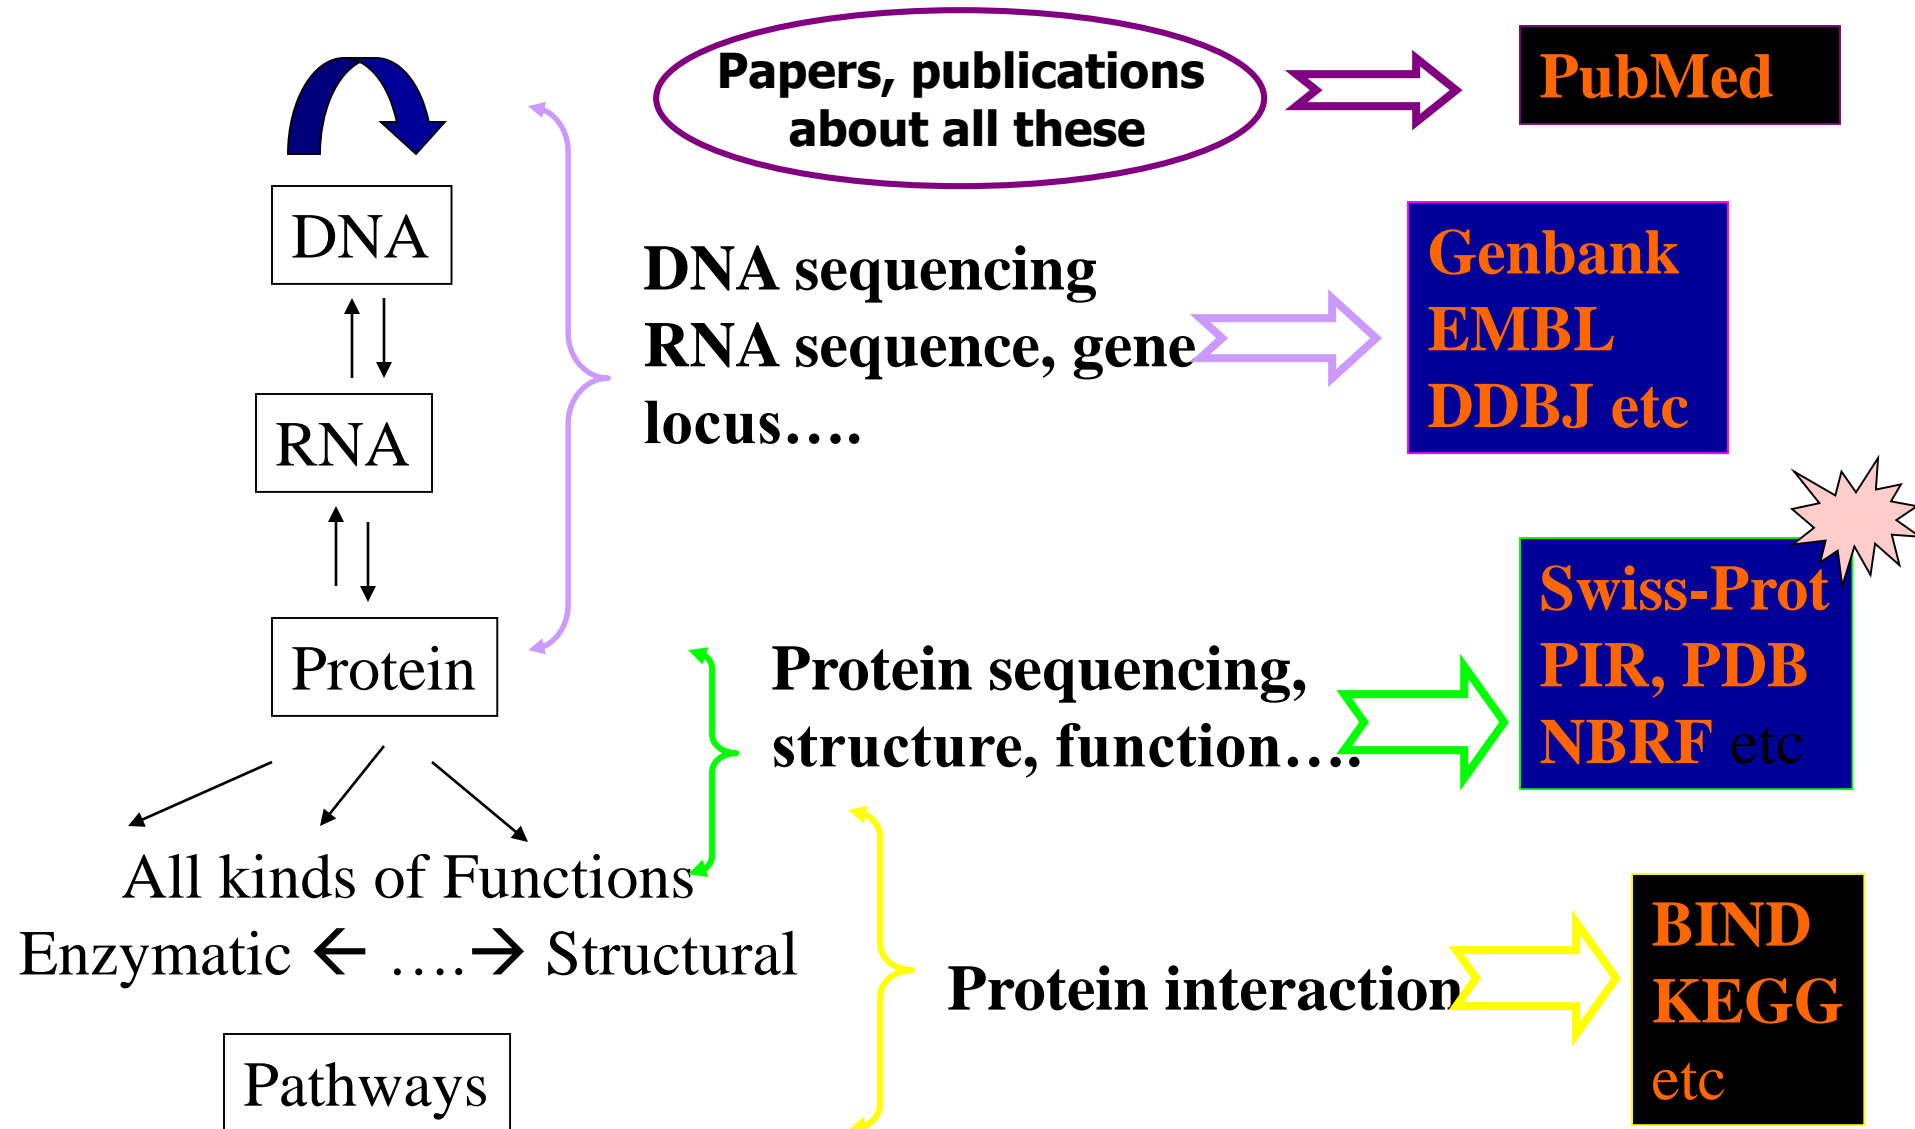 Papers, publications
about all these
PubMed
DNA
DNA sequencing
RNA sequence, gene
locus….
Genbank
EMBL
DDBJ etc
RNA
Protein
Protein sequencing,
structure, function….
Swiss-Prot
PIR, PDB
NBRF etc
All kinds of Functions
Enzymatic ← ….→ Structural
Protein interaction
BIND
KEGG
etc
Pathways